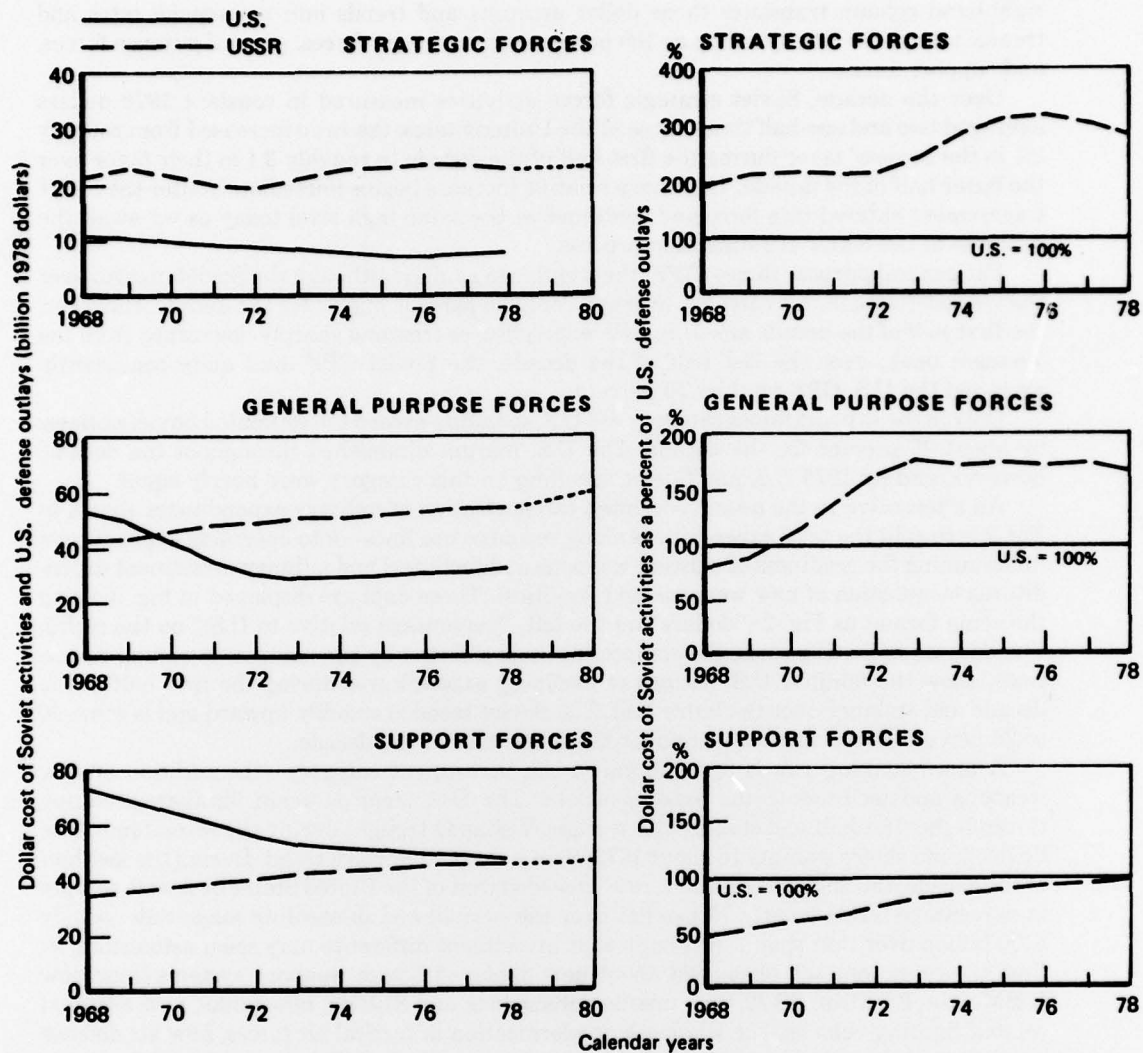 U.S.
USSR
STRATEGIC FORCES
40
30
20
10
0
1968 70 72 74 76 78 80
% STRATEGIC FORCES
400
300
200
100
0
U.S. = 100%
1968 70 72 74 76 78
GENERAL PURPOSE FORCES
80
60
40
20
0
1968 70 72 74 76 78 80
GENERAL PURPOSE FORCES
%
200
150
100
50
0
U.S. = 100%
1968 70 72 74 76 78
SUPPORT FORCES
80
60
40
20
0
1968 70 72 74 76 78 80
% SUPPORT FORCES
200
150
100
50
0
U.S. = 100%
1968 70 72 74 76 78
Dollar cost of Soviet activities and U.S. defense outlays (billion 1978 dollars)
Dollar cost of Soviet activities as a percent of U.S. defense outlays
Calendar years